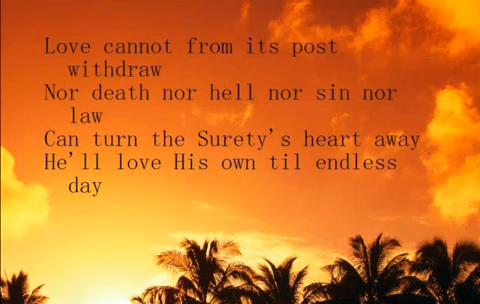 Love cannot from its post
withdraw
Nor death nor hell nor sin nor
law
Can turn the Surety's heart away
He'll love His own til endless
day